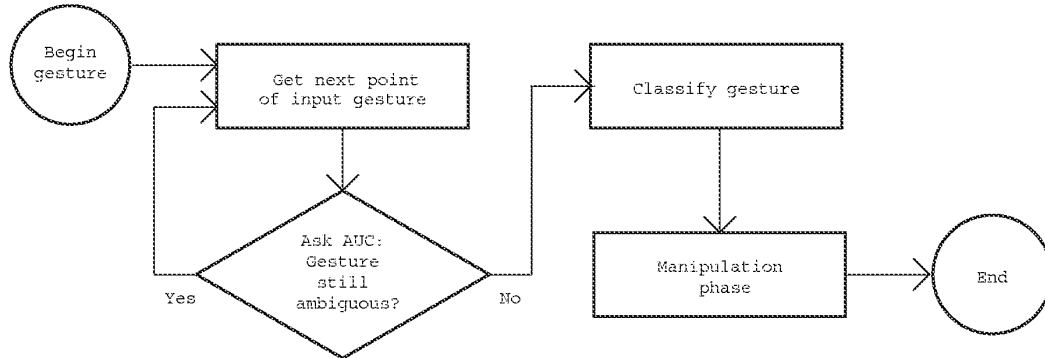 Begin
gesture
Get next point
of input gesture
Ask AUC:
Gesture
still
ambiguous?
Yes
No
Classify gesture
Manipulation
phase
End